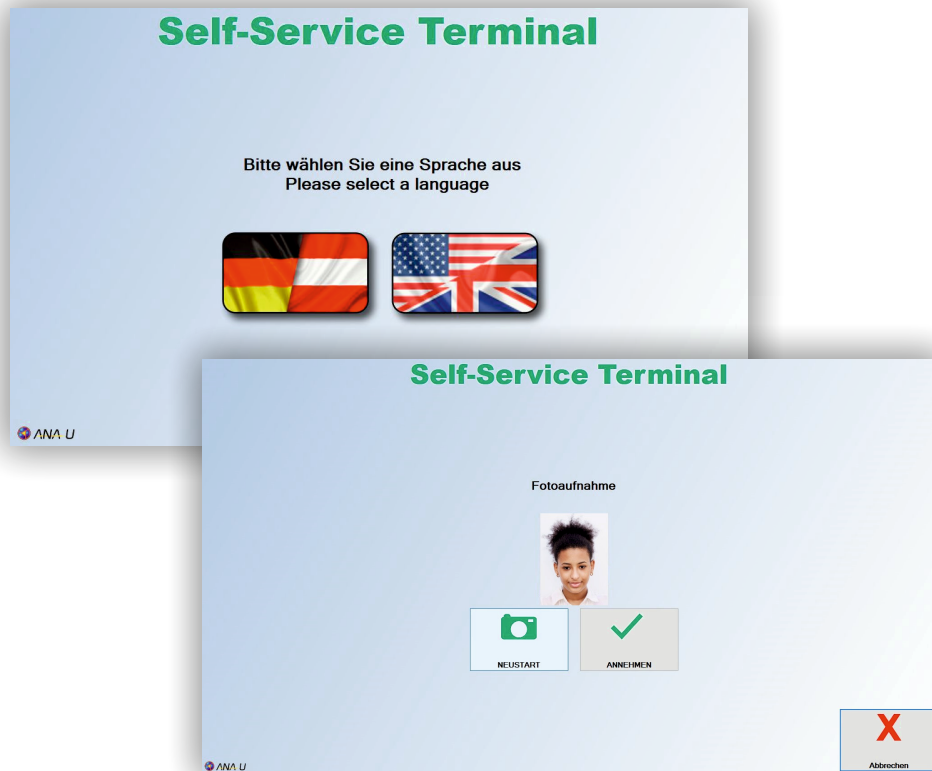 Self-Service Terminal
Bitte wählen Sie eine Sprache aus
Please select a language
ANA U
Self-Service Terminal
Fotoaufnahme
NEUSTART
ANNEHMEN
X
Abbrechen
ANA U